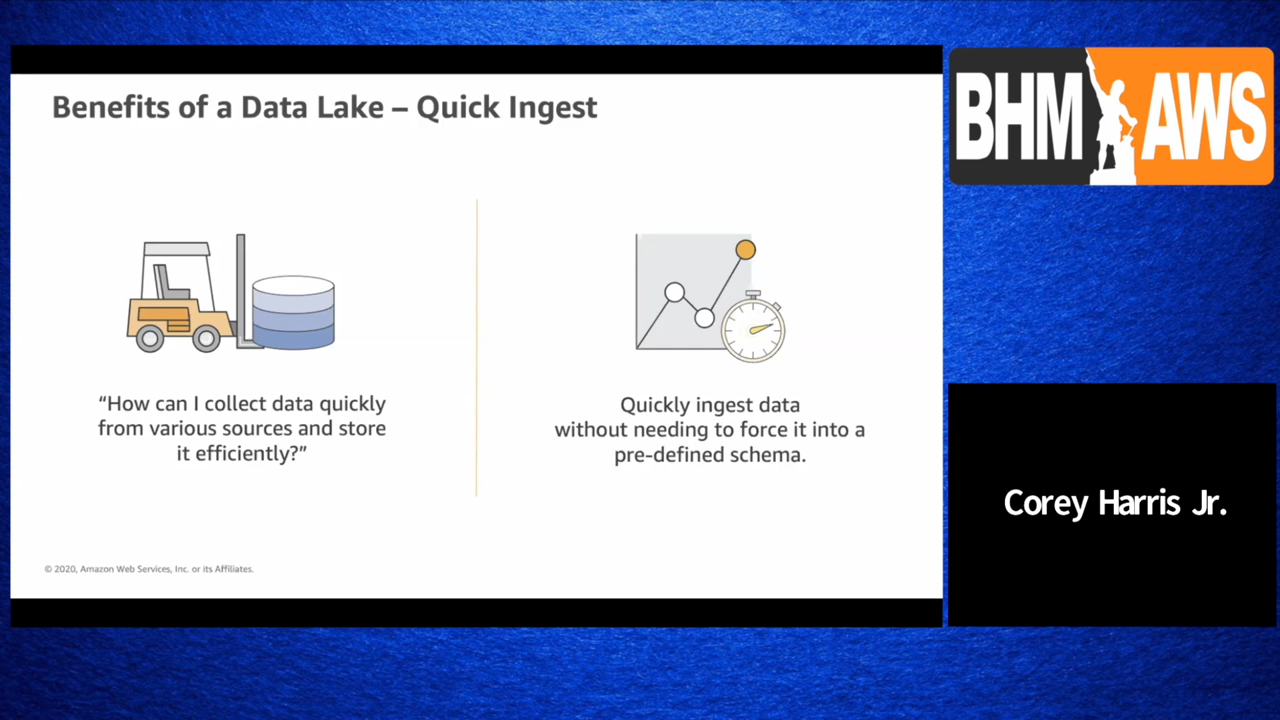 Benefits of a Data Lake – Quick Ingest
“How can I collect data quickly
from various sources and store
it efficiently?”
Quickly ingest data
without needing to force it into a
pre-defined schema.
© 2020, Amazon Web Services, Inc. or its Affiliates.
BHM AWS
Corey Harris Jr.